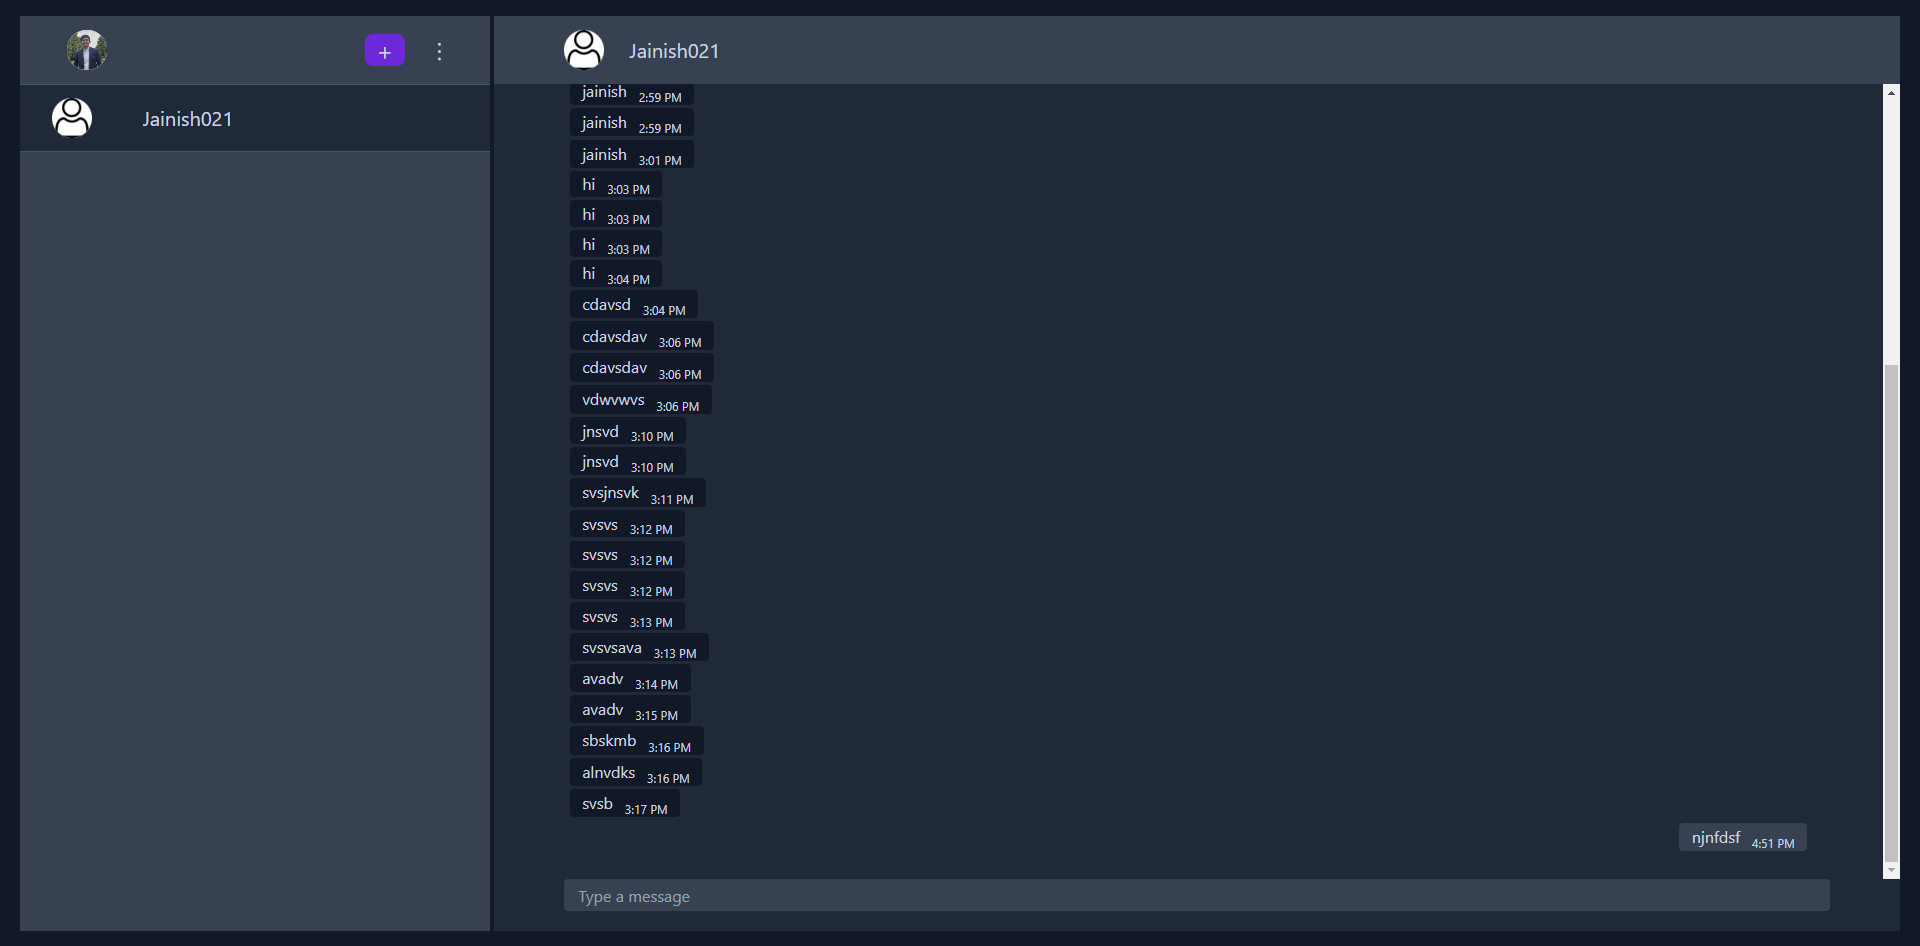 +
Jainish021
Jainish021
jainish 2:59 PM
jainish 2:59 PM
jainish 3:01 PM
hi 3:03 PM
hi 3:03 PM
hi 3:03 PM
hi 3:04 PM
cdavsd 3:04 PM
cdavsdav 3:06 PM
cdavsdav 3:06 PM
vdwvwvs 3:06 PM
jnsvd 3:10 PM
jnsvd 3:10 PM
svsjnsvk 3:11 PM
svsvs 3:12 PM
svsvs 3:12 PM
svsvs 3:12 PM
svsvs 3:13 PM
svsvsava 3:13 PM
avadv 3:14 PM
avadv 3:15 PM
sbskmb 3:16 PM
alnvdks 3:16 PM
svsb 3:17 PM
njnfdsf 4:51 PM
Type a message